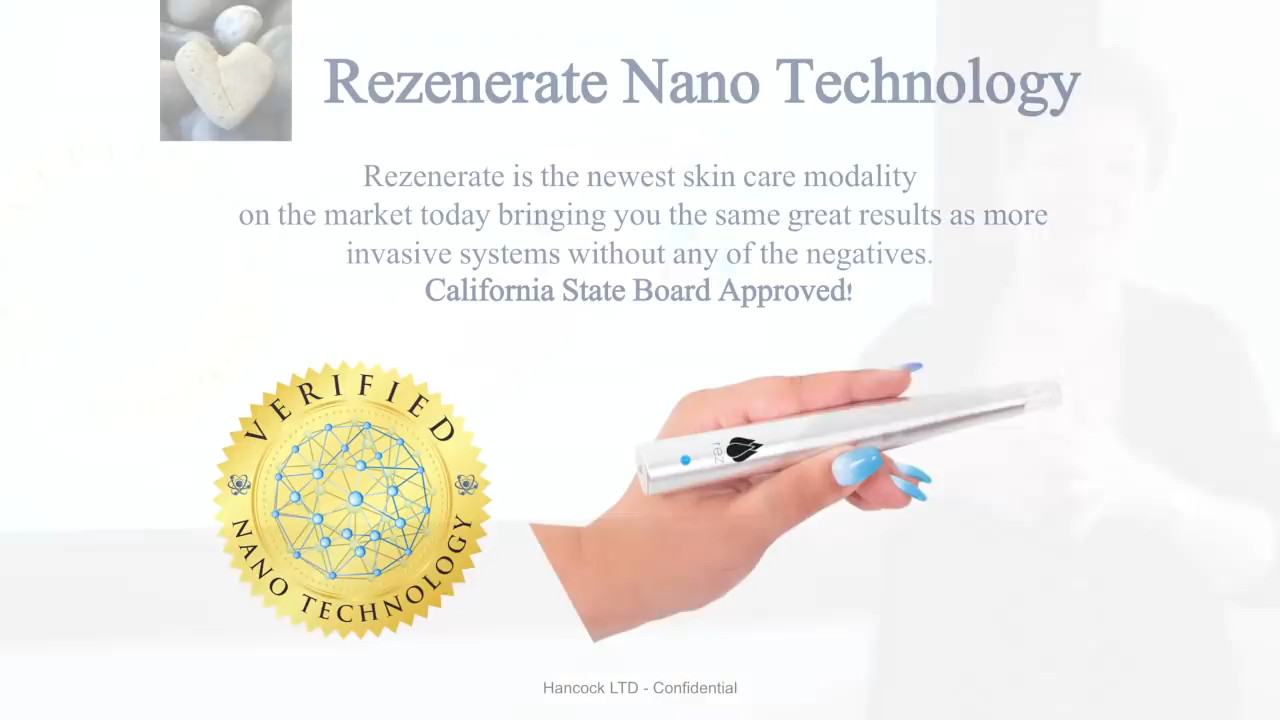 Rezenerate Nano Technology
Rezenerate is the newest skin care modality
on the market today bringing you the same great results as more
invasive systems without any of the negatives.
California State Board Approved!
VERIFIED
NANO TECHNOLOGY
rez
Hancock LTD - Confidential